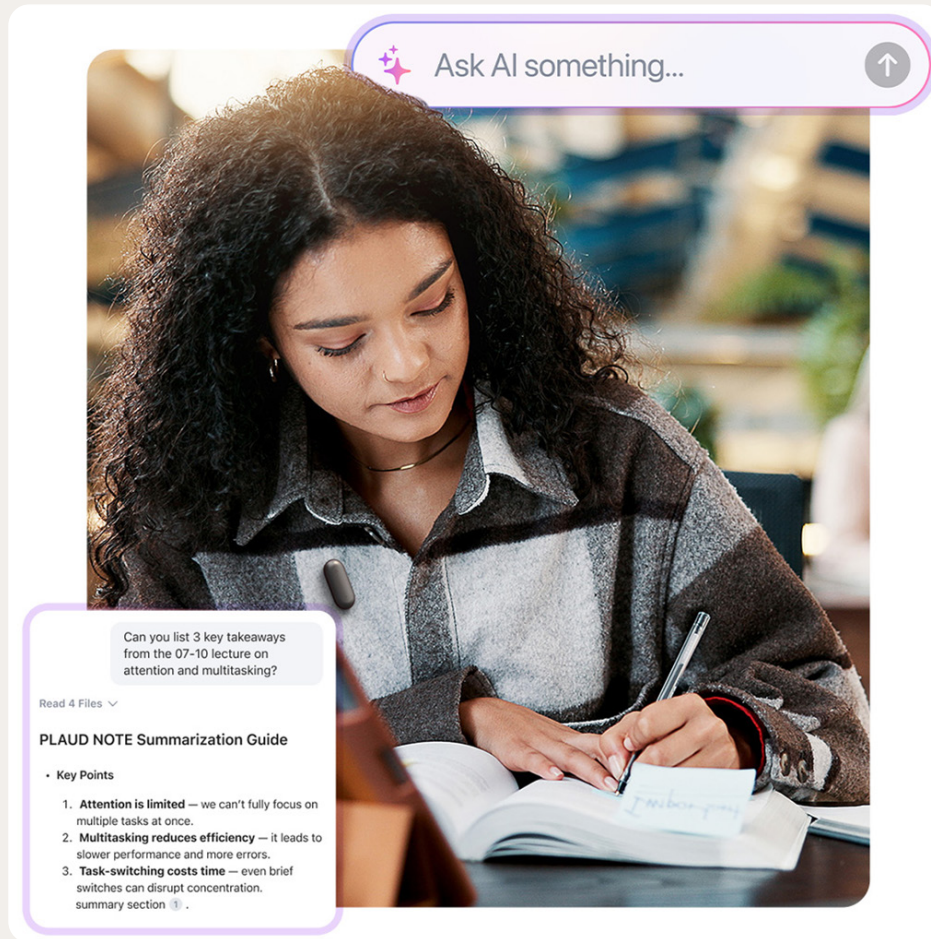 Ask AI something...
Can you list 3 key takeaways
from the 07-10 lecture on
attention and multitasking?
Read 4 Files
PLAUD NOTE Summarization Guide
• Key Points
1. Attention is limited — we can't fully focus on
multiple tasks at once.
2. Multitasking reduces efficiency — it leads to
slower performance and more errors.
3. Task-switching costs time — even brief
switches can disrupt concentration.
summary section 1 .